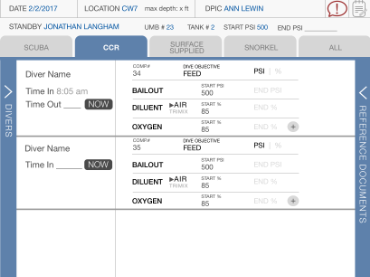 DATE 2/2/2017 LOCATION CW7 max depth: x ft DPIC ANN LEWIN
STANDBY JONATHAN LANGHAM UMB # 23 TANK # 2 START PSI 500 END PSI
SCUBA CCR SURFACE SUPPLIED SNORKEL ALL
DIVERS
REFERENCE DOCUMENTS
Diver Name
Time In 8:05 am
Time Out NOW
COMP# DIVE OBJECTIVE
34 FEED PSI | %
BAILOUT START PSI 500 END PSI
DILUENT ▶AIR TRIMIX START % 85 END %
OXYGEN START % 85 END % +
Diver Name
Time In NOW
COMP# DIVE OBJECTIVE
35 FEED PSI | %
BAILOUT START PSI 500 END PSI
DILUENT ▶AIR TRIMIX START % 85 END %
OXYGEN START % 85 END % +